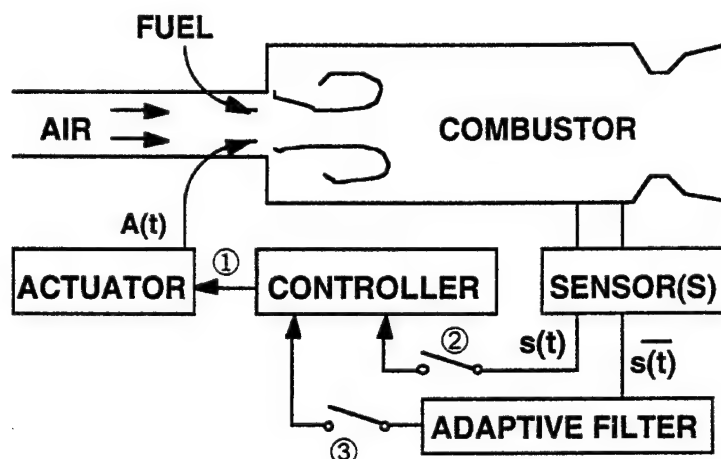 FUEL
AIR
COMBUSTOR
A(t)
①
ACTUATOR
CONTROLLER
SENSOR(S)
②
s(t)
s(t)
③
ADAPTIVE FILTER